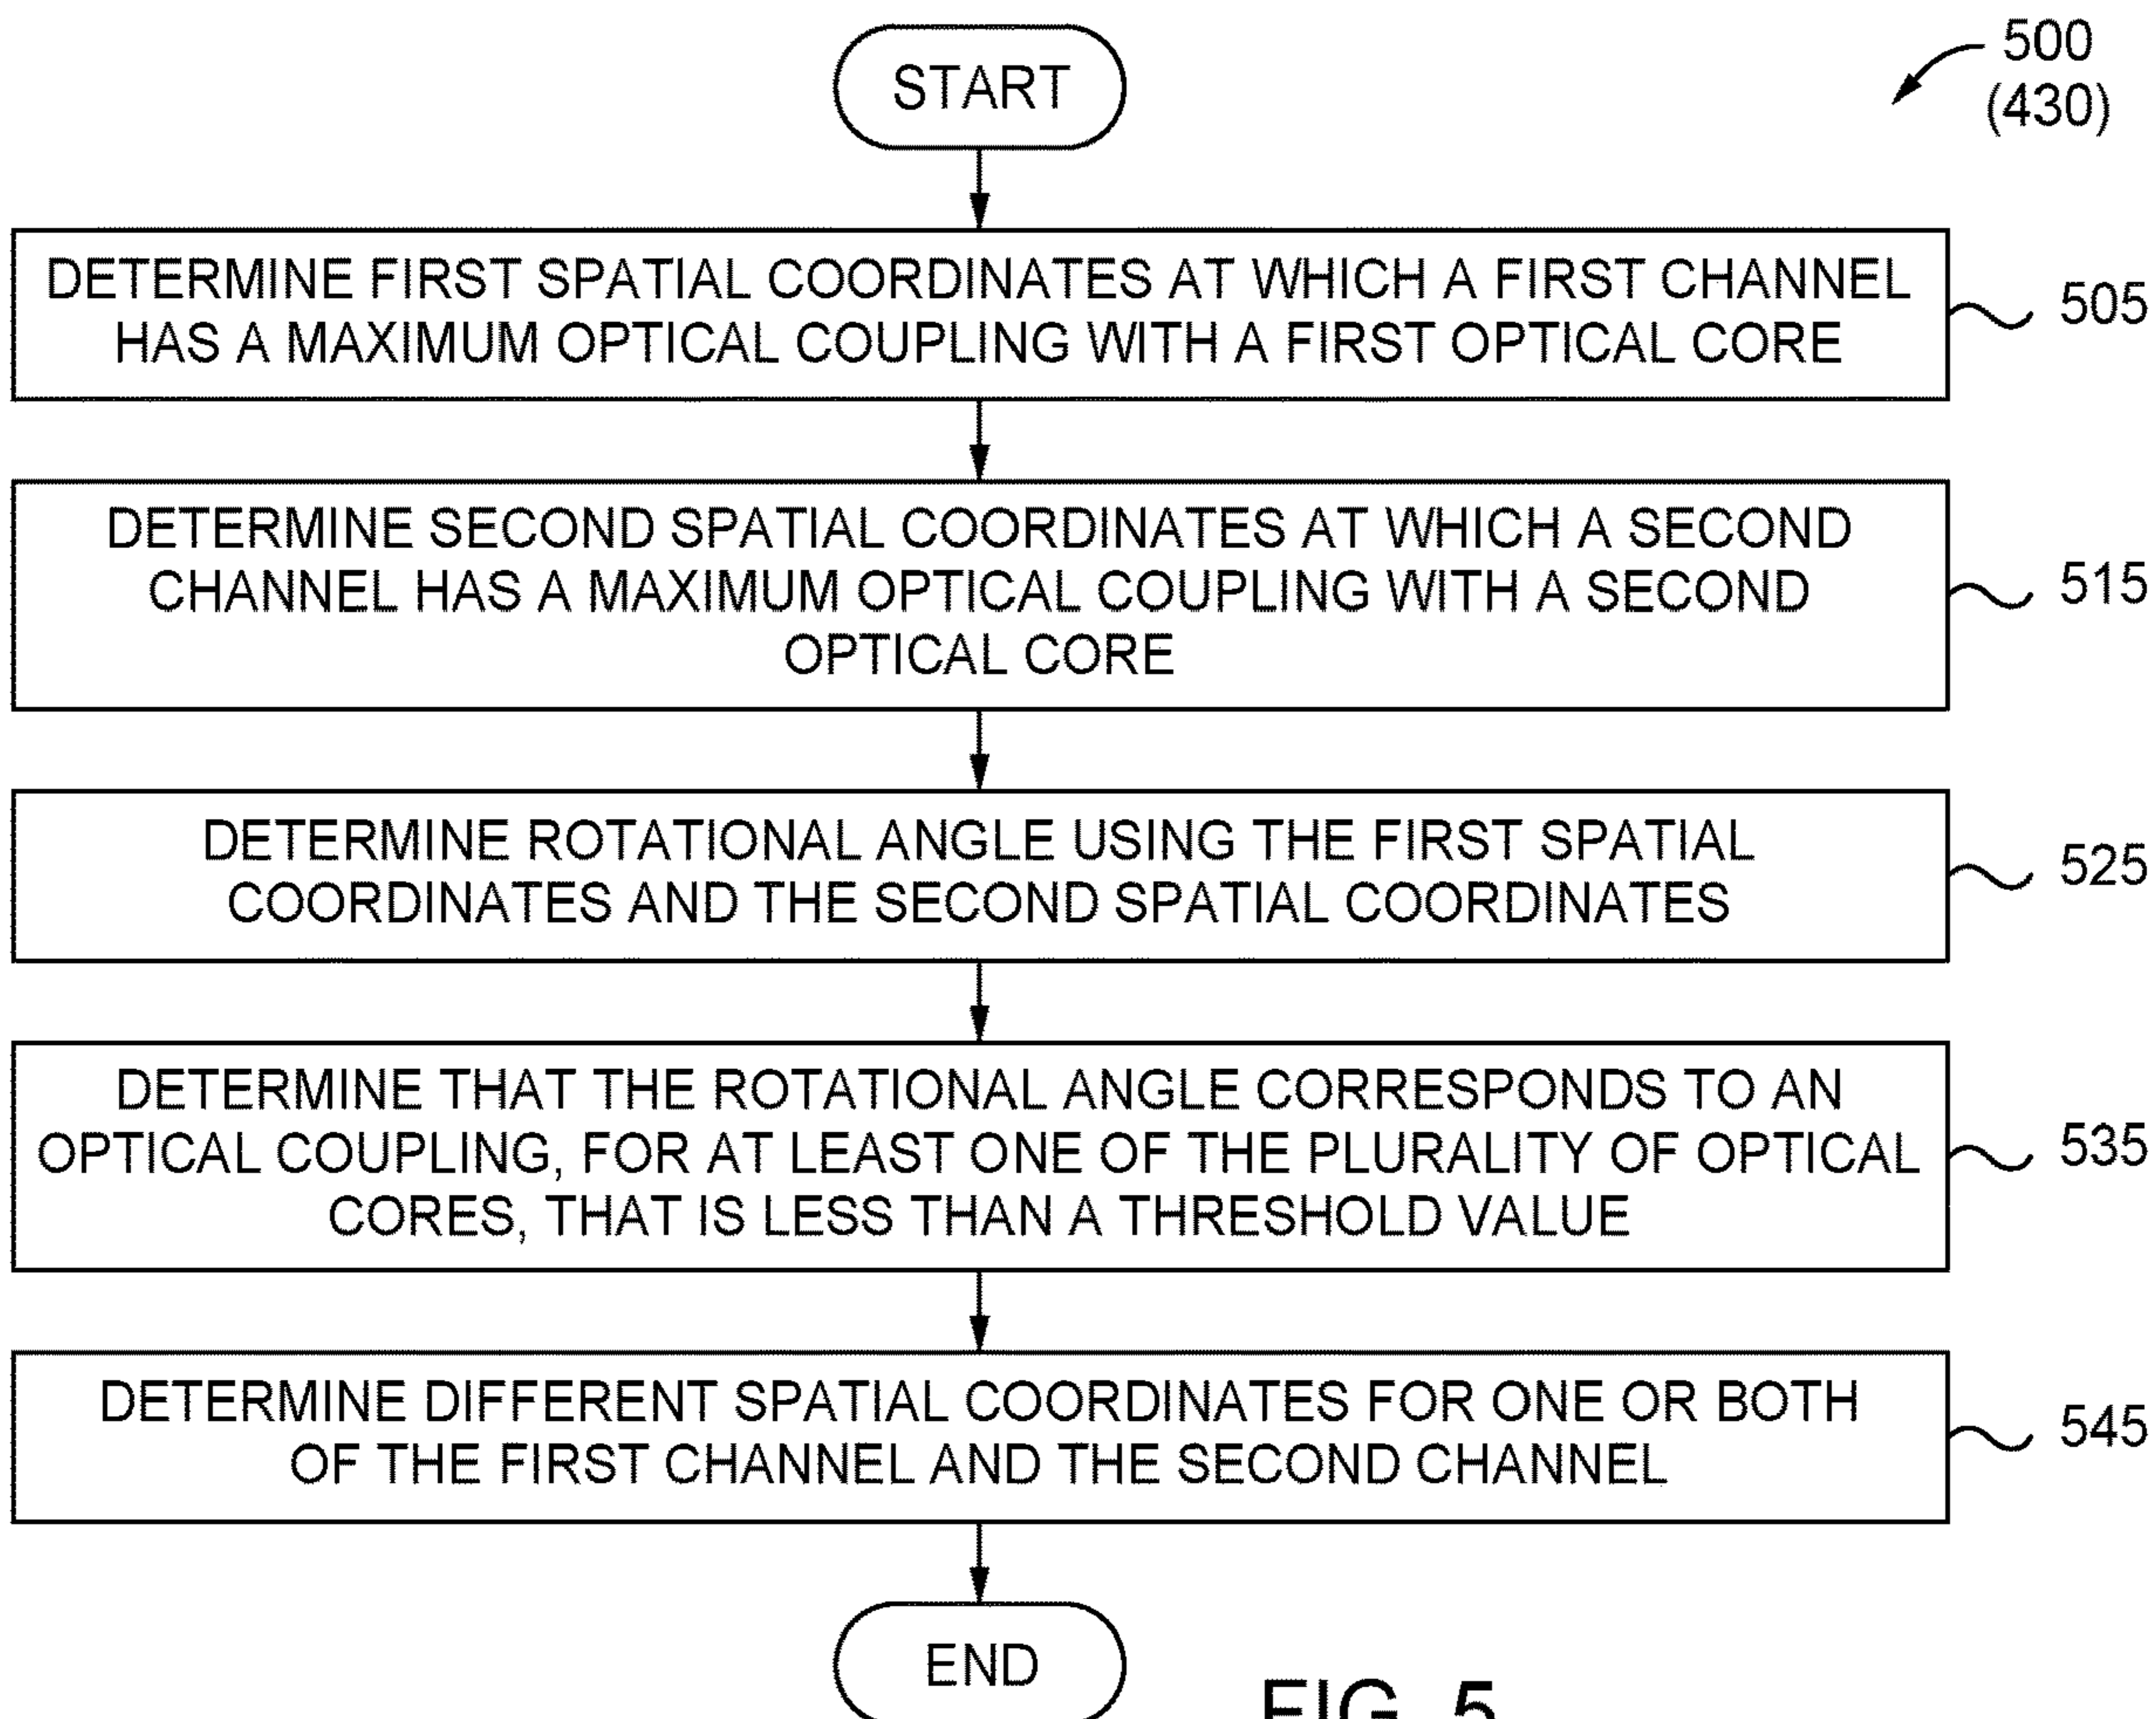 START
500
(430)
DETERMINE FIRST SPATIAL COORDINATES AT WHICH A FIRST CHANNEL
HAS A MAXIMUM OPTICAL COUPLING WITH A FIRST OPTICAL CORE
505
DETERMINE SECOND SPATIAL COORDINATES AT WHICH A SECOND
CHANNEL HAS A MAXIMUM OPTICAL COUPLING WITH A SECOND
OPTICAL CORE
515
DETERMINE ROTATIONAL ANGLE USING THE FIRST SPATIAL
COORDINATES AND THE SECOND SPATIAL COORDINATES
525
DETERMINE THAT THE ROTATIONAL ANGLE CORRESPONDS TO AN
OPTICAL COUPLING, FOR AT LEAST ONE OF THE PLURALITY OF OPTICAL
CORES, THAT IS LESS THAN A THRESHOLD VALUE
535
DETERMINE DIFFERENT SPATIAL COORDINATES FOR ONE OR BOTH
OF THE FIRST CHANNEL AND THE SECOND CHANNEL
545
END
FIG. 5